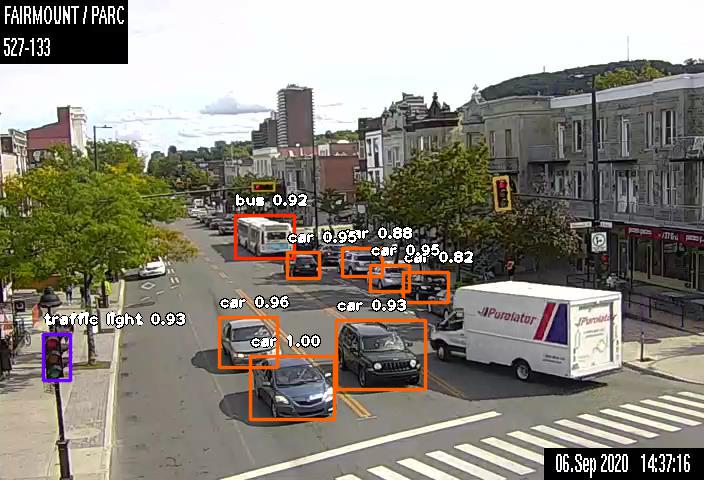 FAIRMOUNT / PARC
527-133
bus 0.92
car 0.95
car 0.88
car 0.95
car 0.82
car 0.96
car 0.93
traffic light 0.93
car 1.00
Purolator
06.Sep 2020 14:37:16